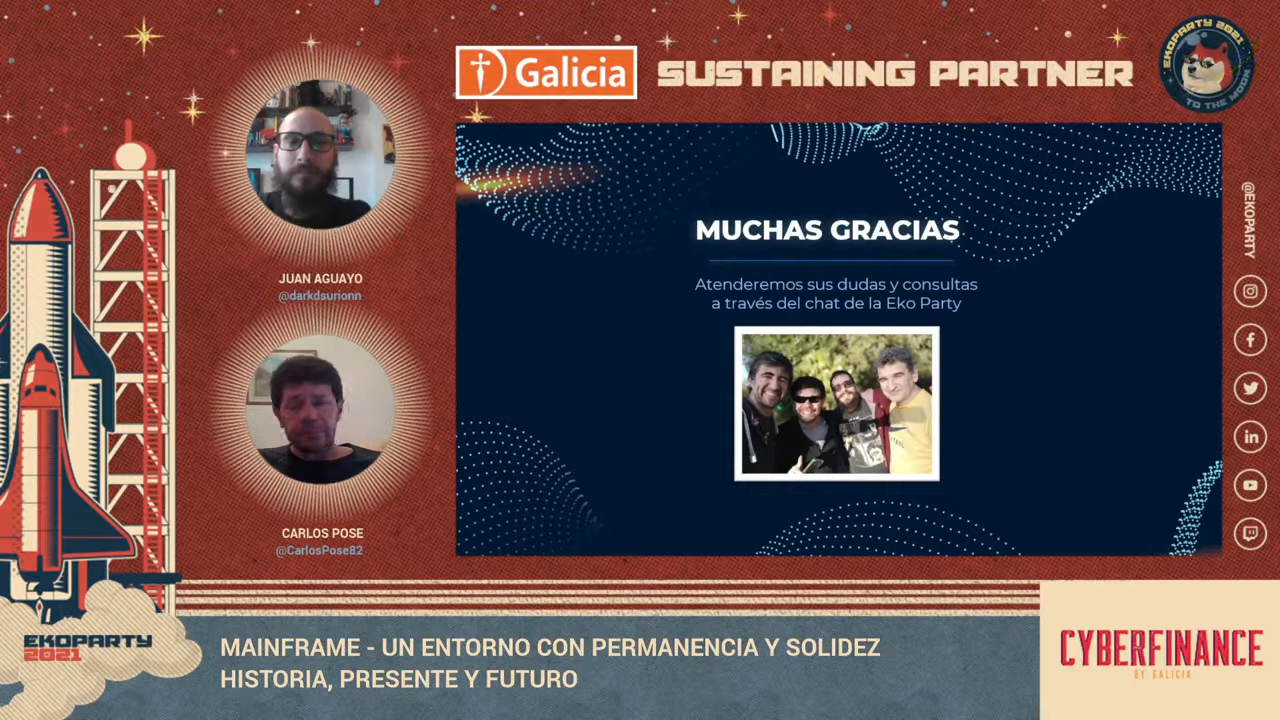 Galicia
SUSTAINING PARTNER
EKOPARTY 2021
TO THE MOON
JUAN AGUAYO
@darkdsurionn
CARLOS POSE
@CarlosPose82
MUCHAS GRACIAS
Atenderemos sus dudas y consultas
a través del chat de la Eko Party
@EKOPARTY
EKOPARTY
2021
MAINFRAME - UN ENTORNO CON PERMANENCIA Y SOLIDEZ
HISTORIA, PRESENTE Y FUTURO
CYBERFINANCE
BY GALICIA